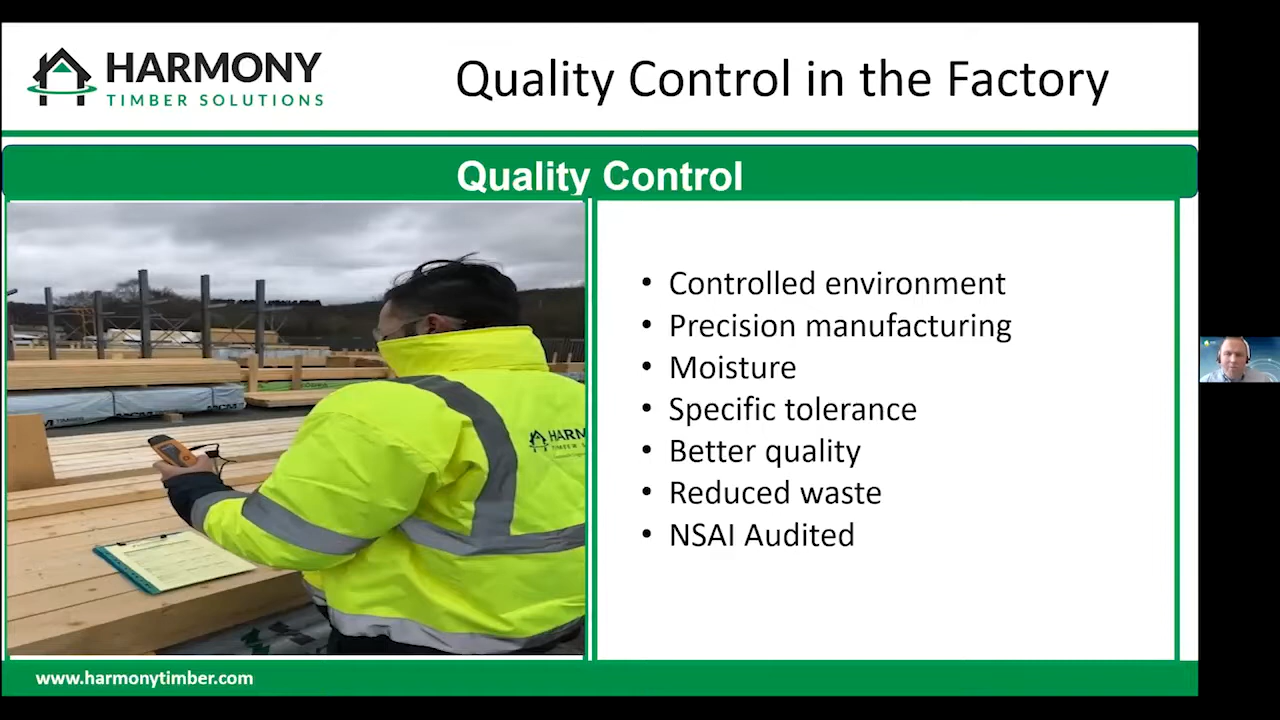 HARMONY
TIMBER SOLUTIONS
Quality Control in the Factory
Quality Control
• Controlled environment
• Precision manufacturing
• Moisture
• Specific tolerance
• Better quality
• Reduced waste
• NSAI Audited
www.harmonytimber.com